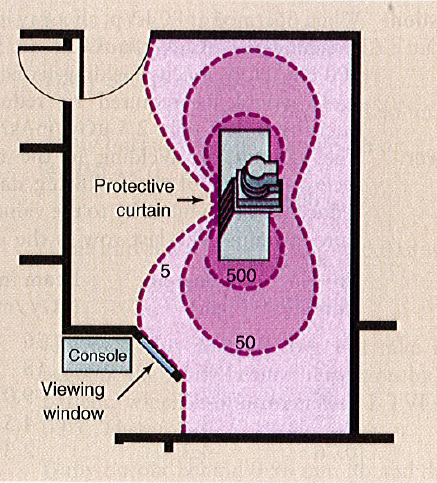 Protective
curtain
5
500
50
Console
Viewing
window